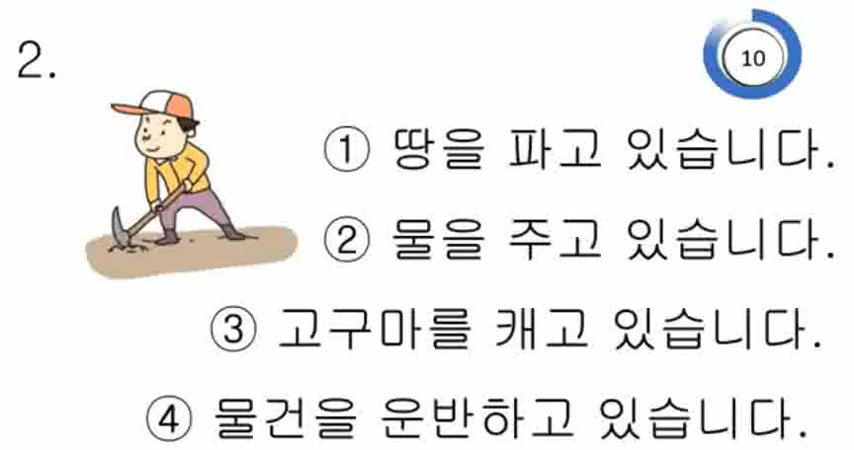 2.
10
① 땅을 파고 있습니다.
② 물을 주고 있습니다.
③ 고구마를 캐고 있습니다.
④ 물건을 운반하고 있습니다.